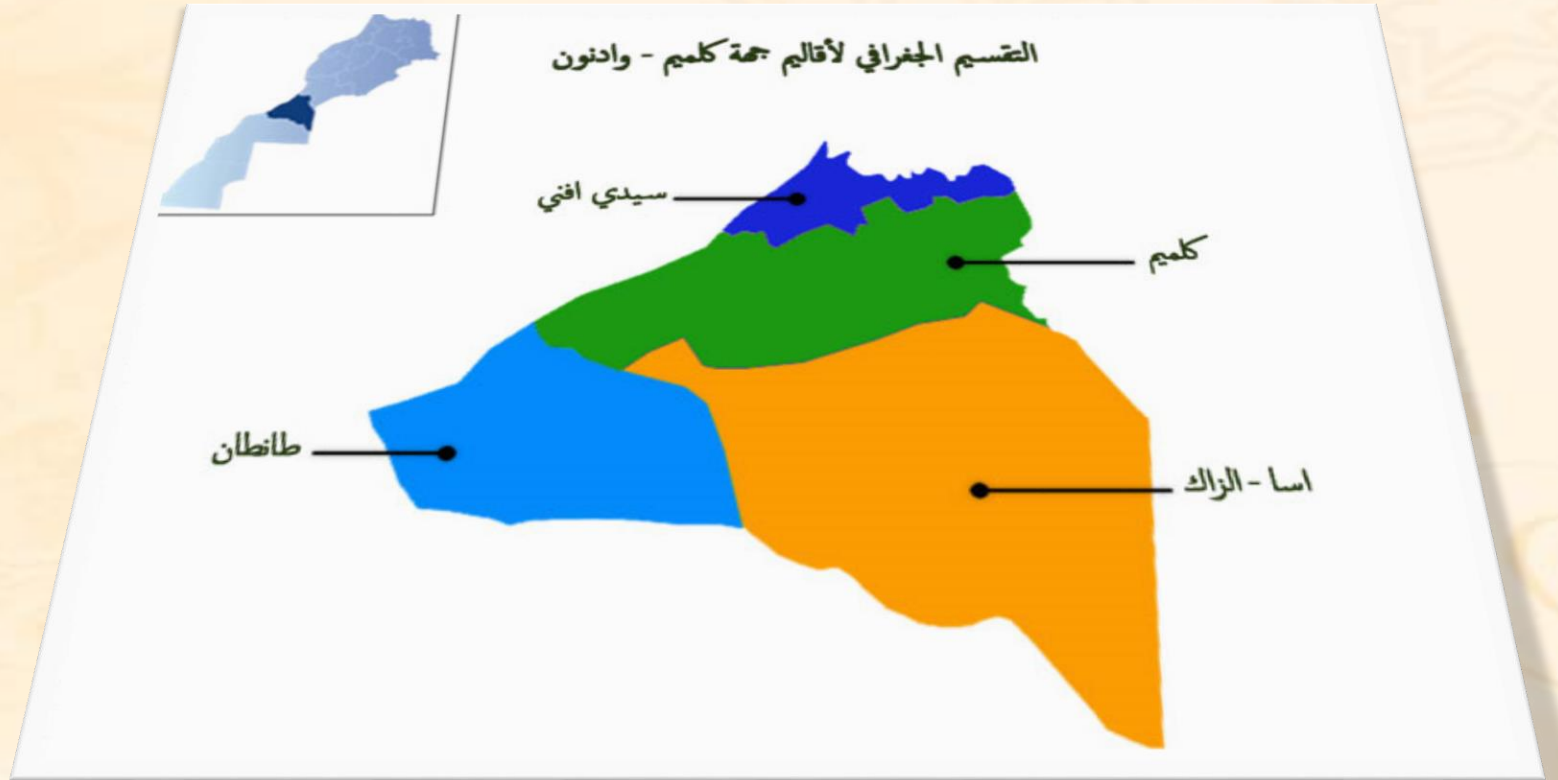 التقسيم الجغرافي لأقاليم جهة كلميم - وادنون
سيدي افني
كلميم
طانطان
اسا - الزاك